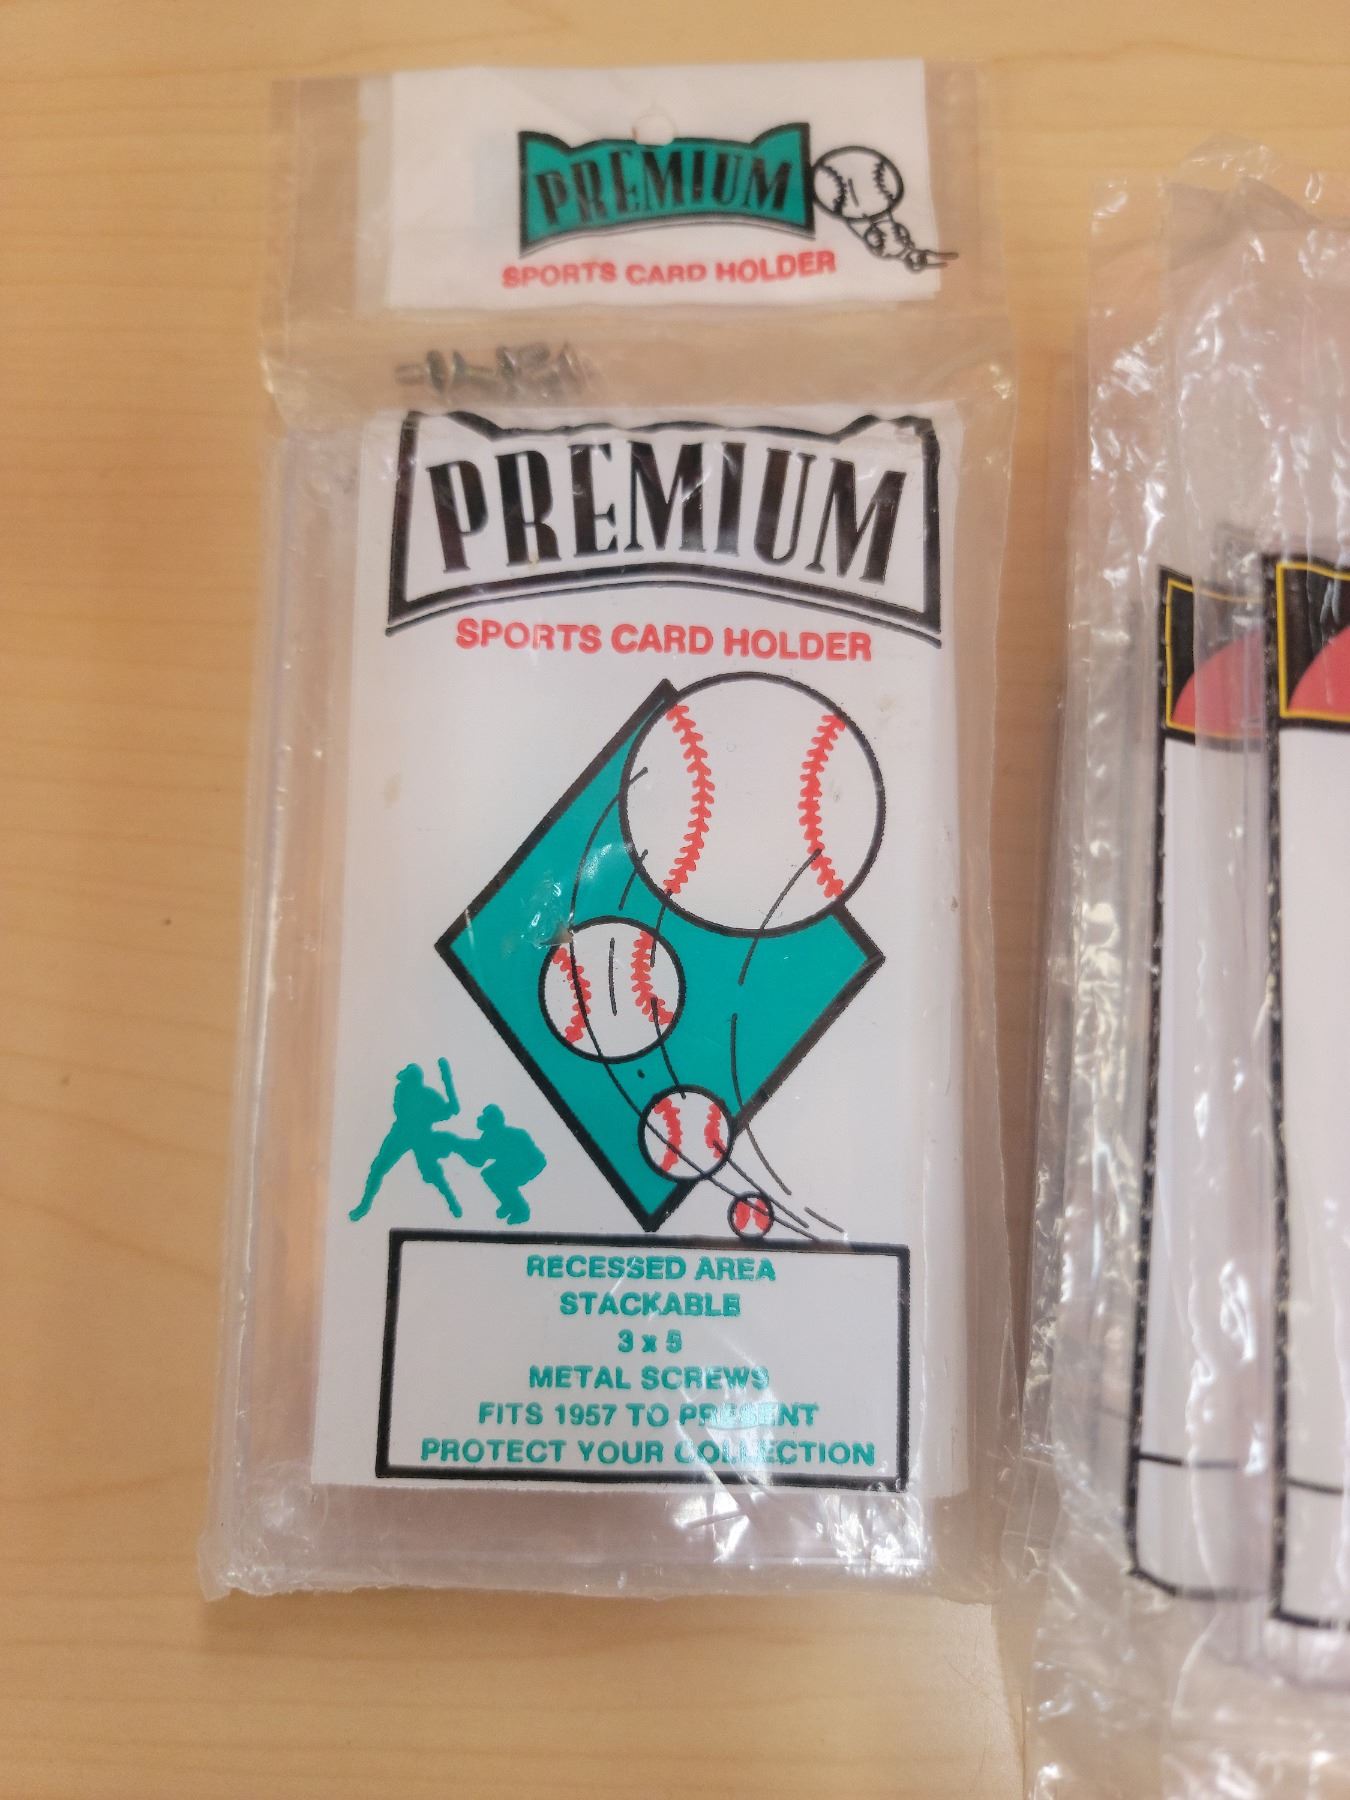 PREMIUM
SPORTS CARD HOLDER
PREMIUM
SPORTS CARD HOLDER
RECESSED AREA
STACKABLE
3 x 5
METAL SCREWS
FITS 1957 TO PRESENT
PROTECT YOUR COLLECTION